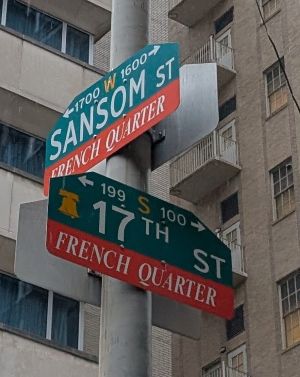 1700 W 1600
SANSOM ST
FRENCH QUARTER
199 S 100
17TH ST
FRENCH QUARTER